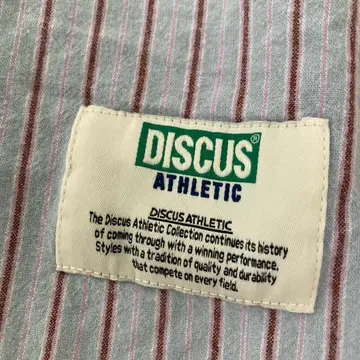 DISCUS®
ATHLETIC
DISCUS ATHLETIC
The Discus Athletic Collection continues its history
of coming through with a winning performance.
Styles with a tradition of quality and durability
that compete on every field.